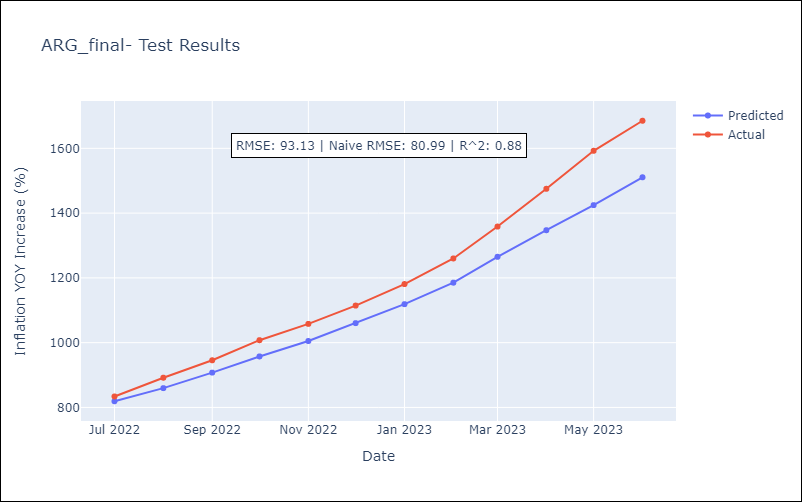 ARG_final- Test Results
Predicted
Actual
RMSE: 93.13 | Naive RMSE: 80.99 | R^2: 0.88
Inflation YOY Increase (%)
1600
1400
1200
1000
800
Jul 2022
Sep 2022
Nov 2022
Jan 2023
Mar 2023
May 2023
Date